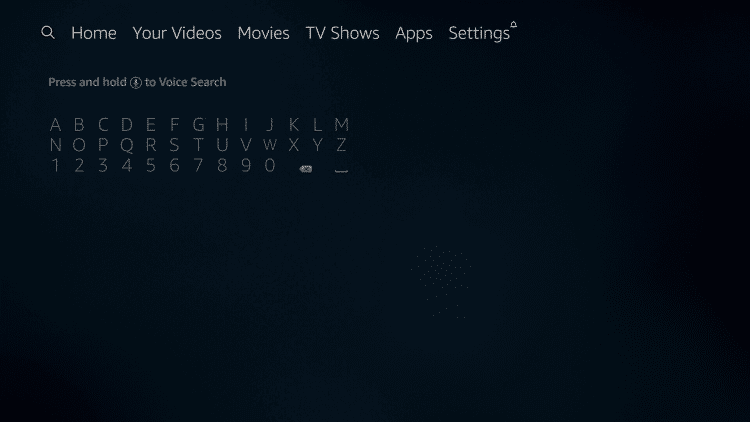 Home Your Videos Movies TV Shows Apps Settings
Press and hold to Voice Search
A B C D E F G H I J K L M
N O P Q R S T U V W X Y Z
1 2 3 4 5 6 7 8 9 0